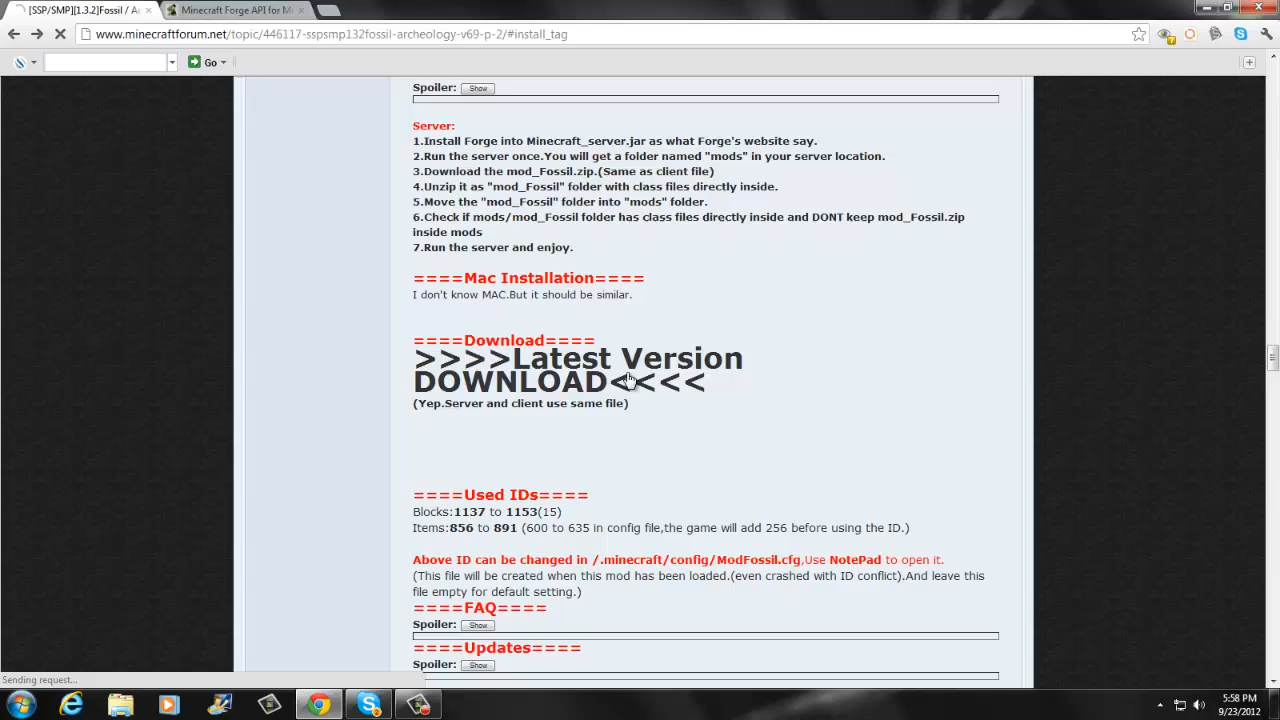 [SSP/SMP][1.3.2]Fossil / Ar
Minecraft Forge API for Mi
www.minecraftforum.net/topic/446117-sspsmp132fossil-archeology-v69-p-2/#install_tag
Go
Spoiler: Show
Server:
1.Install Forge into Minecraft_server.jar as what Forge's website say.
2.Run the server once.You will get a folder named "mods" in your server location.
3.Download the mod_Fossil.zip.(Same as client file)
4.Unzip it as "mod_Fossil" folder with class files directly inside.
5.Move the "mod_Fossil" folder into "mods" folder.
6.Check if mods/mod_Fossil folder has class files directly inside and DONT keep mod_Fossil.zip
inside mods
7.Run the server and enjoy.
====Mac Installation====
I don't know MAC.But it should be similar.
====Download====
>>>>Latest Version
DOWNLOAD<<<<
(Yep.Server and client use same file)
====Used IDs====
Blocks:1137 to 1153(15)
Items:856 to 891 (600 to 635 in config file,the game will add 256 before using the ID.)
Above ID can be changed in /.minecraft/config/ModFossil.cfg,Use NotePad to open it.
(This file will be created when this mod has been loaded.(even crashed with ID conflict).And leave this
file empty for default setting.)
====FAQ====
Spoiler: Show
====Updates====
Spoiler: Show
Sending request...
5:58 PM
9/23/2012